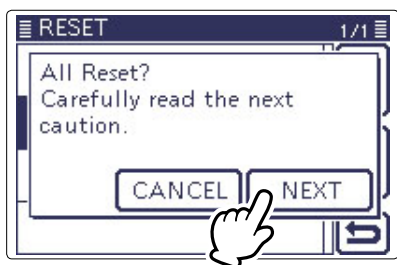 RESET 1/1
All Reset?
Carefully read the next
caution.
CANCEL NEXT